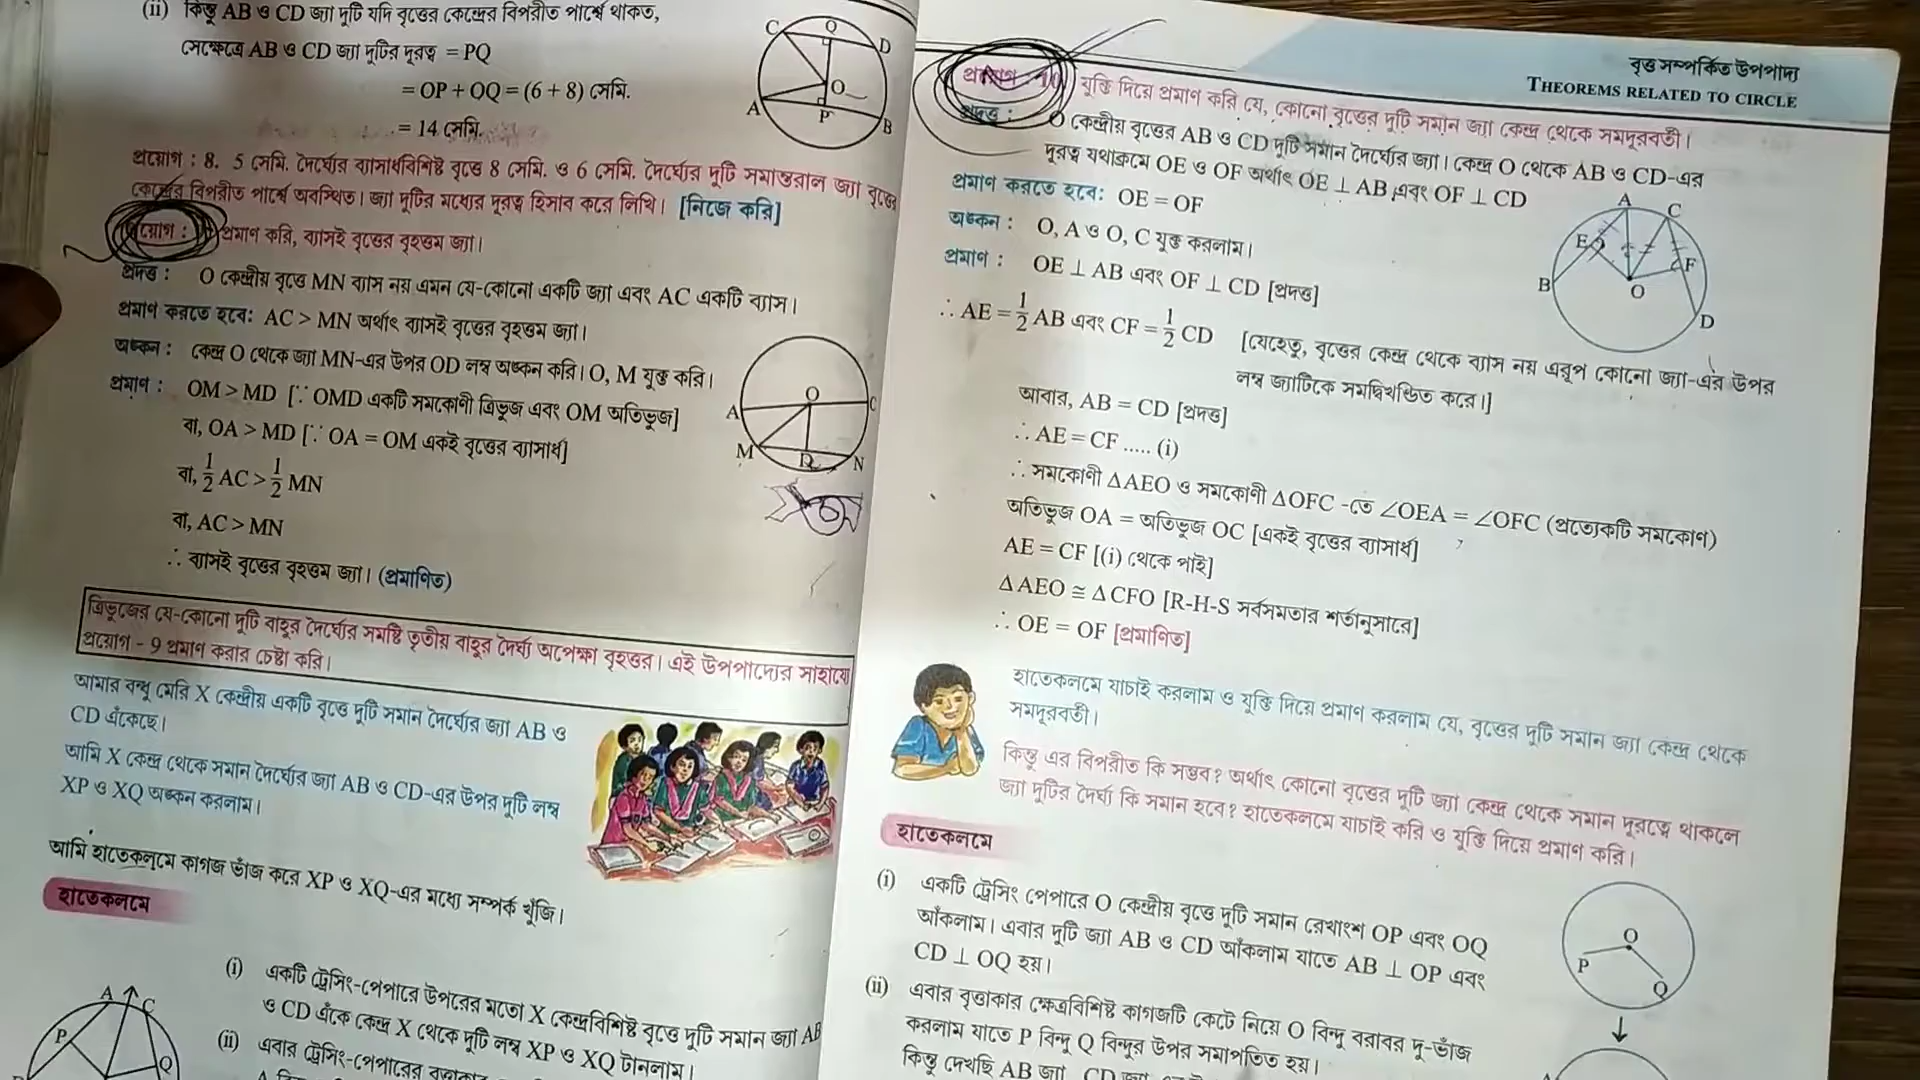 (ii) কিন্তু AB ও CD জ্যা দুটি যদি বৃত্তের কেন্দ্রের বিপরীত পার্শ্বে থাকত,
সেক্ষেত্রে AB ও CD জ্যা দুটির দূরত্ব = PQ
= OP + OQ = (6 + 8) সেমি.
= 14 সেমি.
C Q D
O
A P B
প্রয়োগ : 8. 5 সেমি. দৈর্ঘ্যের ব্যাসার্ধবিশিষ্ট বৃত্তে 8 সেমি. ও 6 সেমি. দৈর্ঘ্যের দুটি সমান্তরাল জ্যা বৃত্তের
কেন্দ্রের বিপরীত পার্শ্বে অবস্থিত। জ্যা দুটির মধ্যের দূরত্ব হিসাব করে লিখি। [নিজে করি]
প্রয়োগ : প্রমাণ করি, ব্যাসই বৃত্তের বৃহত্তম জ্যা।
প্রদত্ত : O কেন্দ্রীয় বৃত্তে MN ব্যাস নয় এমন যে-কোনো একটি জ্যা এবং AC একটি ব্যাস।
প্রমাণ করতে হবে: AC > MN অর্থাৎ ব্যাসই বৃত্তের বৃহত্তম জ্যা।
অঙ্কন : কেন্দ্র O থেকে জ্যা MN-এর উপর OD লম্ব অঙ্কন করি। O, M যুক্ত করি।
প্রমাণ : OM > MD [∵ OMD একটি সমকোণী ত্রিভুজ এবং OM অতিভুজ]
বা, OA > MD [∵ OA = OM একই বৃত্তের ব্যাসার্ধ]
বা, 1/2 AC > 1/2 MN
বা, AC > MN
∴ ব্যাসই বৃত্তের বৃহত্তম জ্যা। (প্রমাণিত)
A O C
M D N
ত্রিভুজের যে-কোনো দুটি বাহুর দৈর্ঘ্যের সমষ্টি তৃতীয় বাহুর দৈর্ঘ্য অপেক্ষা বৃহত্তর। এই উপপাদ্যের সাহায্যে
প্রয়োগ - 9 প্রমাণ করার চেষ্টা করি।
আমার বন্ধু মেরি X কেন্দ্রীয় একটি বৃত্তে দুটি সমান দৈর্ঘ্যের জ্যা AB ও
CD এঁকেছে।
আমি X কেন্দ্র থেকে সমান দৈর্ঘ্যের জ্যা AB ও CD-এর উপর দুটি লম্ব
XP ও XQ অঙ্কন করলাম।
আমি হাতেকলমে কাগজ ভাঁজ করে XP ও XQ-এর মধ্যে সম্পর্ক খুঁজি।
হাতেকলমে
(i) একটি ট্রেসিং-পেপারে উপরের মতো X কেন্দ্রবিশিষ্ট বৃত্তে দুটি সমান জ্যা AB
ও CD এঁকে কেন্দ্র X থেকে দুটি লম্ব XP ও XQ টানলাম।
(ii) এবার ট্রেসিং-পেপারের বৃত্তাকার
A C
P Q
বৃত্ত সম্পর্কিত উপপাদ্য
THEOREMS RELATED TO CIRCLE
প্রয়োগ : 10. যুক্তি দিয়ে প্রমাণ করি যে, কোনো বৃত্তের দুটি সমান জ্যা কেন্দ্র থেকে সমদূরবর্তী।
প্রদত্ত : O কেন্দ্রীয় বৃত্তের AB ও CD দুটি সমান দৈর্ঘ্যের জ্যা। কেন্দ্র O থেকে AB ও CD-এর
দূরত্ব যথাক্রমে OE ও OF অর্থাৎ OE ⊥ AB এবং OF ⊥ CD
প্রমাণ করতে হবে: OE = OF
অঙ্কন : O, A ও O, C যুক্ত করলাম।
প্রমাণ : OE ⊥ AB এবং OF ⊥ CD [প্রদত্ত]
∴ AE = 1/2 AB এবং CF = 1/2 CD [যেহেতু, বৃত্তের কেন্দ্র থেকে ব্যাস নয় এরূপ কোনো জ্যা-এর উপর
লম্ব জ্যাটিকে সমদ্বিখণ্ডিত করে।]
A C
E F
B O D
আবার, AB = CD [প্রদত্ত]
∴ AE = CF ..... (i)
∴ সমকোণী ΔAEO ও সমকোণী ΔOFC -তে ∠OEA = ∠OFC (প্রত্যেকটি সমকোণ)
অতিভুজ OA = অতিভুজ OC [একই বৃত্তের ব্যাসার্ধ]
AE = CF [(i) থেকে পাই]
ΔAEO ≅ ΔCFO [R-H-S সর্বসমতার শর্তানুসারে]
∴ OE = OF [প্রমাণিত]
হাতেকলমে যাচাই করলাম ও যুক্তি দিয়ে প্রমাণ করলাম যে, বৃত্তের দুটি সমান জ্যা কেন্দ্র থেকে
সমদূরবর্তী।
কিন্তু এর বিপরীত কি সম্ভব? অর্থাৎ কোনো বৃত্তের দুটি জ্যা কেন্দ্র থেকে সমান দূরত্বে থাকলে
জ্যা দুটির দৈর্ঘ্য কি সমান হবে? হাতেকলমে যাচাই করি ও যুক্তি দিয়ে প্রমাণ করি।
হাতেকলমে
(i) একটি ট্রেসিং পেপারে O কেন্দ্রীয় বৃত্তে দুটি সমান রেখাংশ OP এবং OQ
আঁকলাম। এবার দুটি জ্যা AB ও CD আঁকলাম যাতে AB ⊥ OP এবং
CD ⊥ OQ হয়।
(ii) এবার বৃত্তাকার ক্ষেত্রবিশিষ্ট কাগজটি কেটে নিয়ে O বিন্দু বরাবর দু-ভাঁজ
করলাম যাতে P বিন্দু Q বিন্দুর উপর সমাপতিত হয়।
কিন্তু দেখছি AB জ্যা CD জ্যা
O
P Q